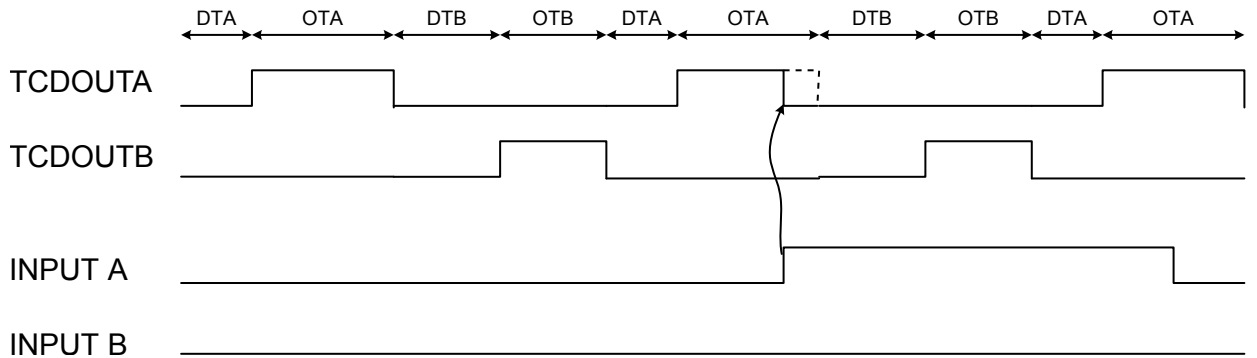 DTA OTA DTB OTB DTA OTA DTB OTB DTA OTA
TCDOUTA
TCDOUTB
INPUT A
INPUT B